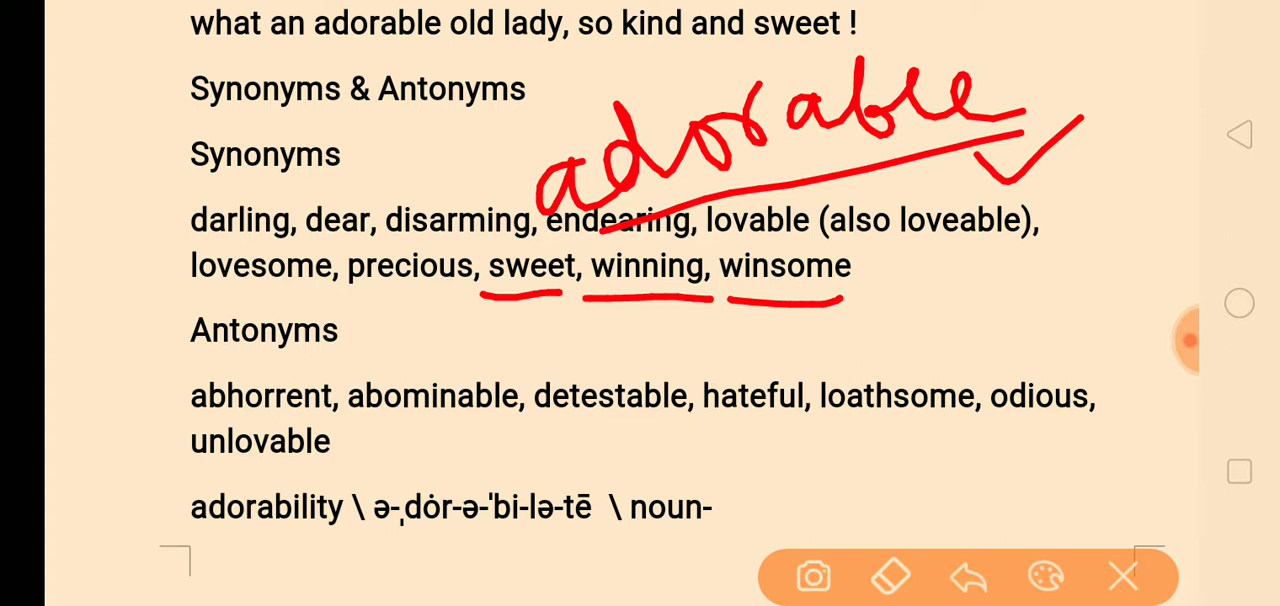 what an adorable old lady, so kind and sweet !
Synonyms & Antonyms
adorable
Synonyms
darling, dear, disarming, endearing, lovable (also loveable),
lovesome, precious, sweet, winning, winsome
Antonyms
abhorrent, abominable, detestable, hateful, loathsome, odious,
unlovable
adorability \ ə-ˌdȯr-ə-ˈbi-lə-tē \ noun-